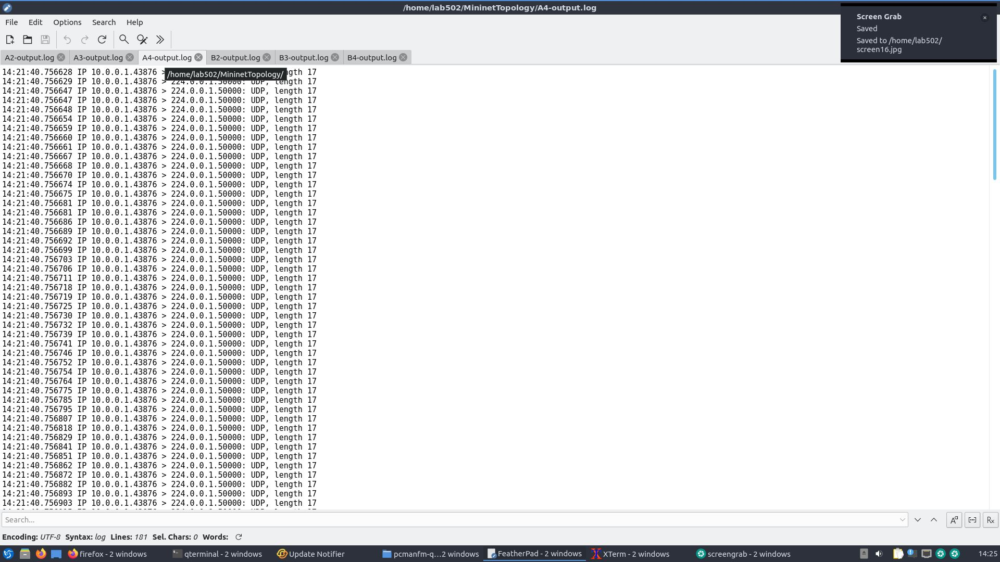 /home/lab502/MininetTopology/A4-output.log
Screen Grab
Saved
Saved to /home/lab502/
screen16.jpg
File Edit Options Search Help
A2-output.log A3-output.log A4-output.log B2-output.log B3-output.log B4-output.log
/home/lab502/MininetTopology/
14:21:40.756628 IP 10.0.0.1.43876 > ngth 17
14:21:40.756629 IP 10.0.0.1.43876 > 224.0.0.1.50000: UDP, length 17
14:21:40.756647 IP 10.0.0.1.43876 > 224.0.0.1.50000: UDP, length 17
14:21:40.756647 IP 10.0.0.1.43876 > 224.0.0.1.50000: UDP, length 17
14:21:40.756648 IP 10.0.0.1.43876 > 224.0.0.1.50000: UDP, length 17
14:21:40.756654 IP 10.0.0.1.43876 > 224.0.0.1.50000: UDP, length 17
14:21:40.756659 IP 10.0.0.1.43876 > 224.0.0.1.50000: UDP, length 17
14:21:40.756660 IP 10.0.0.1.43876 > 224.0.0.1.50000: UDP, length 17
14:21:40.756661 IP 10.0.0.1.43876 > 224.0.0.1.50000: UDP, length 17
14:21:40.756667 IP 10.0.0.1.43876 > 224.0.0.1.50000: UDP, length 17
14:21:40.756668 IP 10.0.0.1.43876 > 224.0.0.1.50000: UDP, length 17
14:21:40.756670 IP 10.0.0.1.43876 > 224.0.0.1.50000: UDP, length 17
14:21:40.756674 IP 10.0.0.1.43876 > 224.0.0.1.50000: UDP, length 17
14:21:40.756675 IP 10.0.0.1.43876 > 224.0.0.1.50000: UDP, length 17
14:21:40.756681 IP 10.0.0.1.43876 > 224.0.0.1.50000: UDP, length 17
14:21:40.756681 IP 10.0.0.1.43876 > 224.0.0.1.50000: UDP, length 17
14:21:40.756686 IP 10.0.0.1.43876 > 224.0.0.1.50000: UDP, length 17
14:21:40.756689 IP 10.0.0.1.43876 > 224.0.0.1.50000: UDP, length 17
14:21:40.756692 IP 10.0.0.1.43876 > 224.0.0.1.50000: UDP, length 17
14:21:40.756699 IP 10.0.0.1.43876 > 224.0.0.1.50000: UDP, length 17
14:21:40.756703 IP 10.0.0.1.43876 > 224.0.0.1.50000: UDP, length 17
14:21:40.756706 IP 10.0.0.1.43876 > 224.0.0.1.50000: UDP, length 17
14:21:40.756711 IP 10.0.0.1.43876 > 224.0.0.1.50000: UDP, length 17
14:21:40.756718 IP 10.0.0.1.43876 > 224.0.0.1.50000: UDP, length 17
14:21:40.756719 IP 10.0.0.1.43876 > 224.0.0.1.50000: UDP, length 17
14:21:40.756725 IP 10.0.0.1.43876 > 224.0.0.1.50000: UDP, length 17
14:21:40.756730 IP 10.0.0.1.43876 > 224.0.0.1.50000: UDP, length 17
14:21:40.756732 IP 10.0.0.1.43876 > 224.0.0.1.50000: UDP, length 17
14:21:40.756739 IP 10.0.0.1.43876 > 224.0.0.1.50000: UDP, length 17
14:21:40.756741 IP 10.0.0.1.43876 > 224.0.0.1.50000: UDP, length 17
14:21:40.756746 IP 10.0.0.1.43876 > 224.0.0.1.50000: UDP, length 17
14:21:40.756752 IP 10.0.0.1.43876 > 224.0.0.1.50000: UDP, length 17
14:21:40.756754 IP 10.0.0.1.43876 > 224.0.0.1.50000: UDP, length 17
14:21:40.756764 IP 10.0.0.1.43876 > 224.0.0.1.50000: UDP, length 17
14:21:40.756775 IP 10.0.0.1.43876 > 224.0.0.1.50000: UDP, length 17
14:21:40.756785 IP 10.0.0.1.43876 > 224.0.0.1.50000: UDP, length 17
14:21:40.756795 IP 10.0.0.1.43876 > 224.0.0.1.50000: UDP, length 17
14:21:40.756807 IP 10.0.0.1.43876 > 224.0.0.1.50000: UDP, length 17
14:21:40.756818 IP 10.0.0.1.43876 > 224.0.0.1.50000: UDP, length 17
14:21:40.756829 IP 10.0.0.1.43876 > 224.0.0.1.50000: UDP, length 17
14:21:40.756841 IP 10.0.0.1.43876 > 224.0.0.1.50000: UDP, length 17
14:21:40.756851 IP 10.0.0.1.43876 > 224.0.0.1.50000: UDP, length 17
14:21:40.756862 IP 10.0.0.1.43876 > 224.0.0.1.50000: UDP, length 17
14:21:40.756872 IP 10.0.0.1.43876 > 224.0.0.1.50000: UDP, length 17
14:21:40.756882 IP 10.0.0.1.43876 > 224.0.0.1.50000: UDP, length 17
14:21:40.756893 IP 10.0.0.1.43876 > 224.0.0.1.50000: UDP, length 17
14:21:40.756903 IP 10.0.0.1.43876 > 224.0.0.1.50000: UDP, length 17
Search...
Encoding: UTF-8 Syntax: log Lines: 181 Sel. Chars: 0 Words:
firefox - 2 windows qterminal - 2 windows Update Notifier pcmanfm-q...2 windows FeatherPad - 2 windows XTerm - 2 windows screengrab - 2 windows 14:25